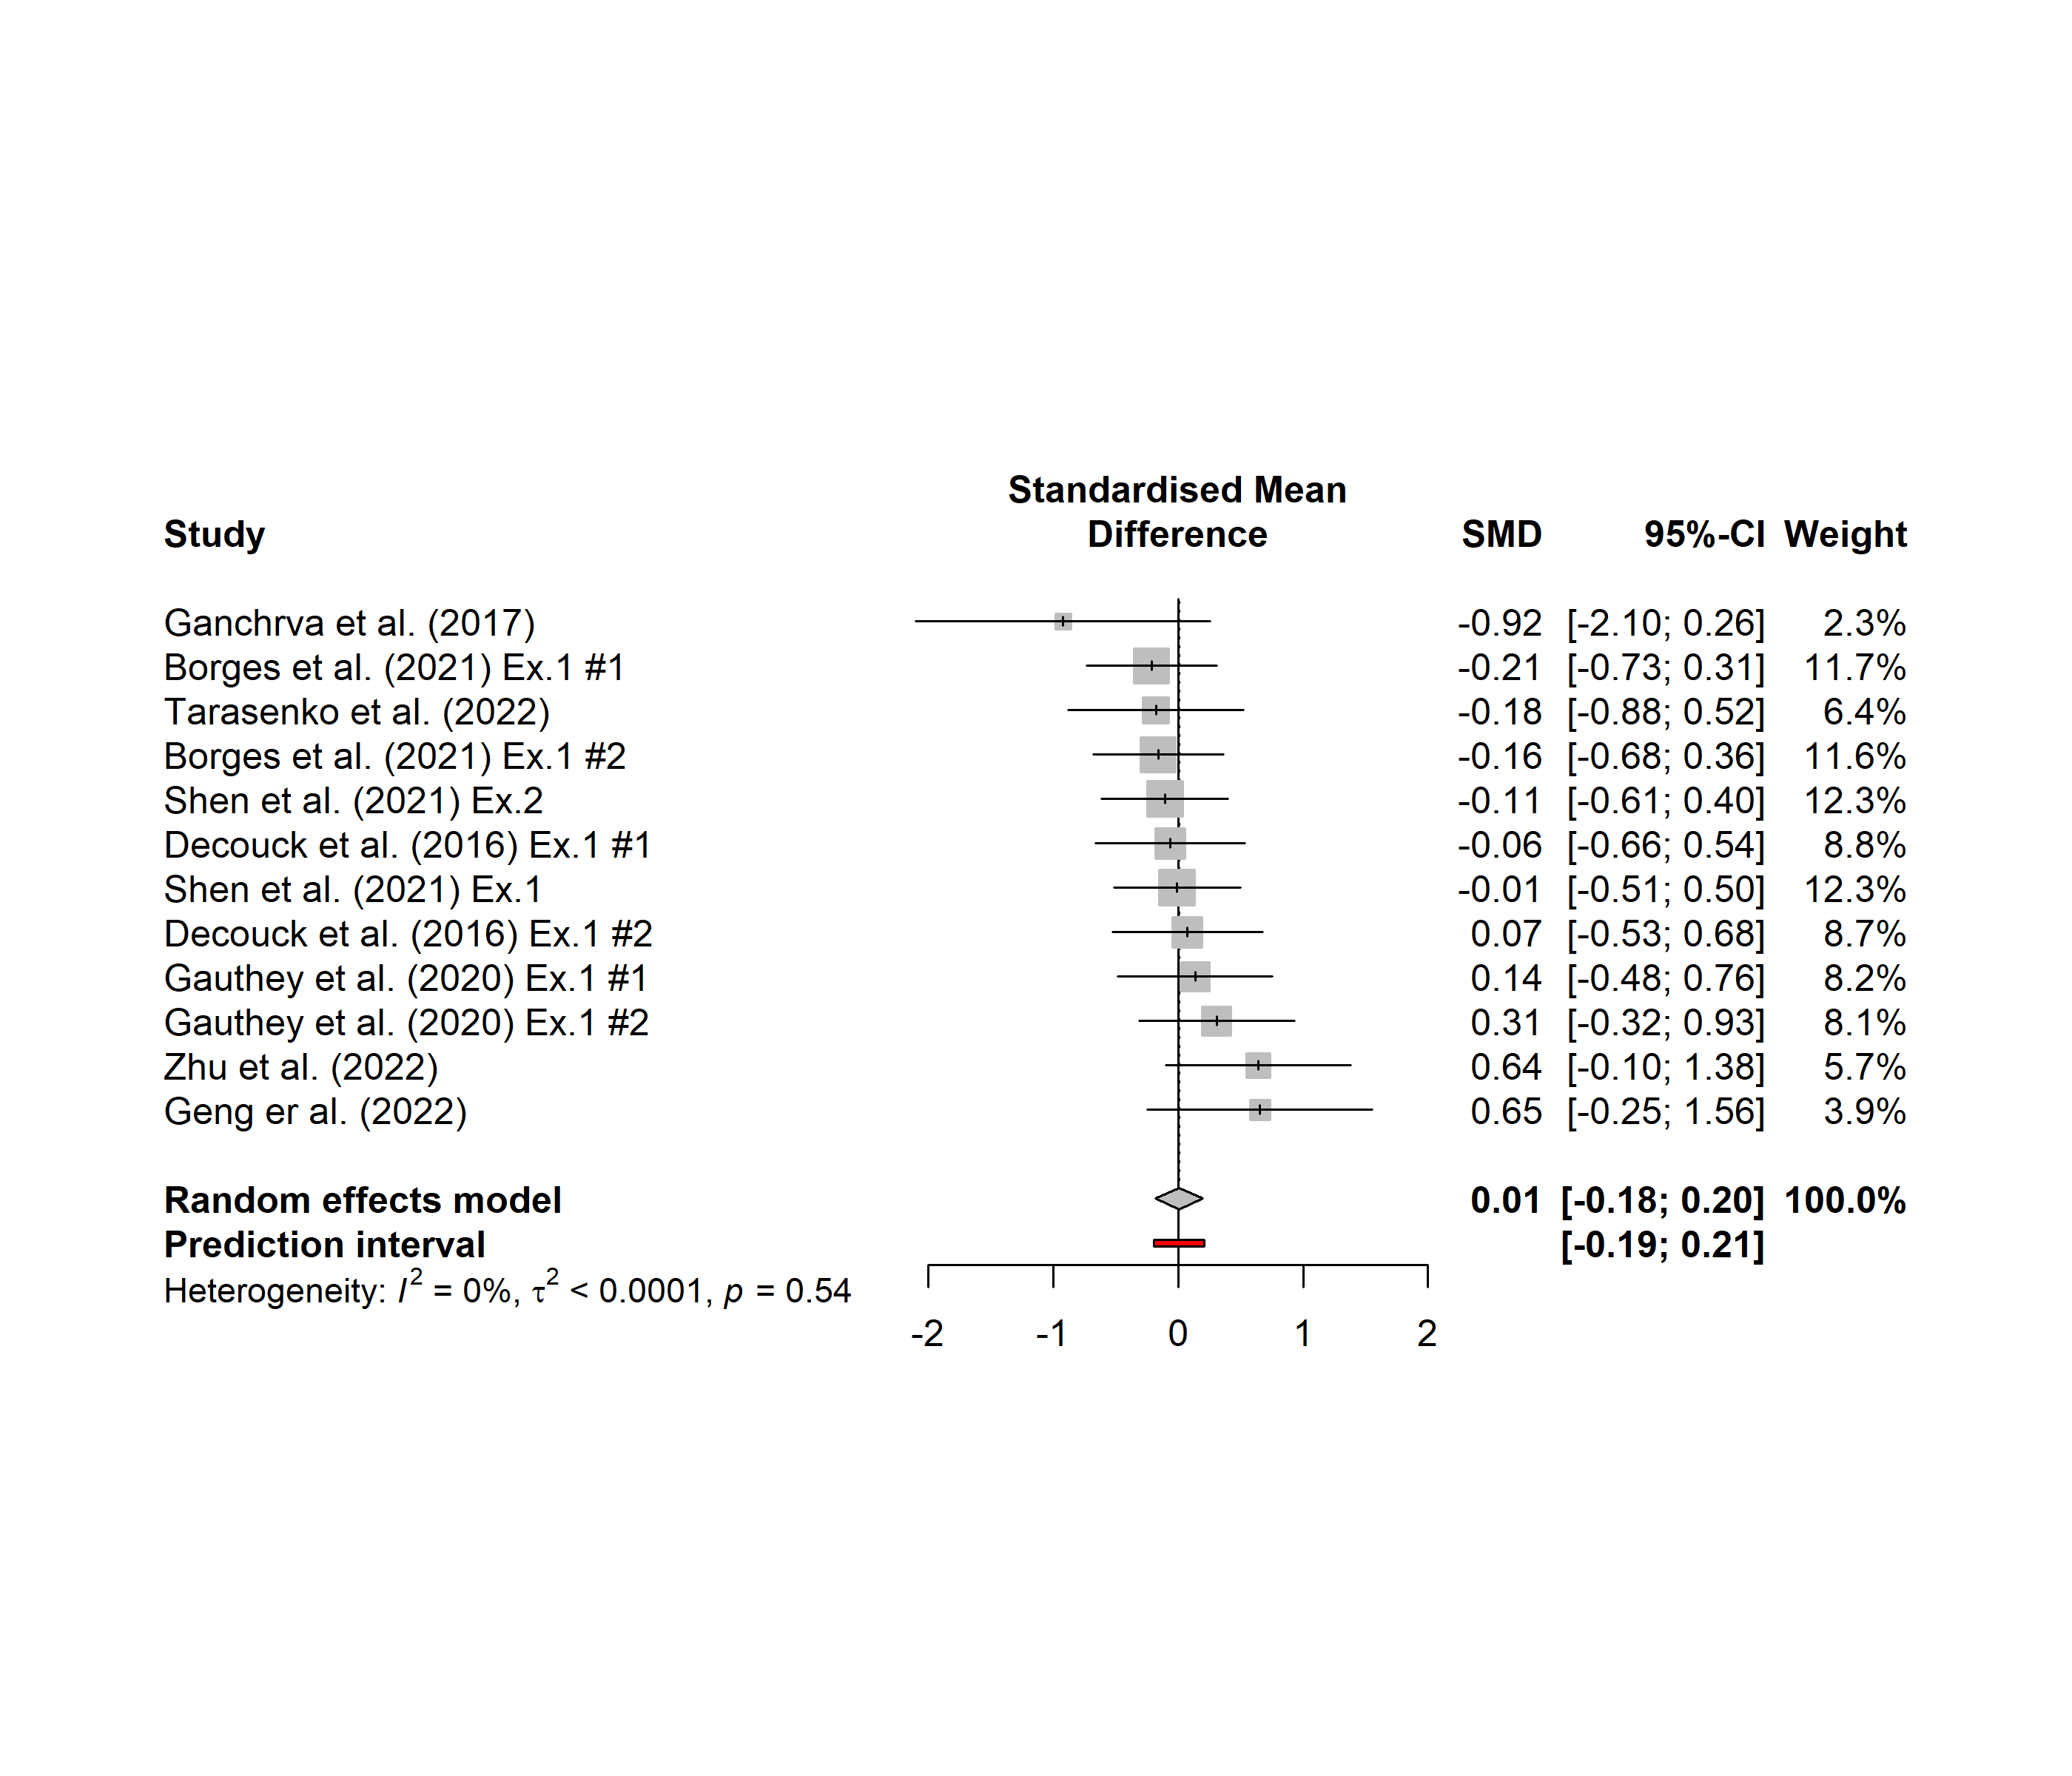 Standardised Mean
Study Difference SMD 95%-CI Weight
Ganchrva et al. (2017) -0.92 [-2.10; 0.26] 2.3%
Borges et al. (2021) Ex.1 #1 -0.21 [-0.73; 0.31] 11.7%
Tarasenko et al. (2022) -0.18 [-0.88; 0.52] 6.4%
Borges et al. (2021) Ex.1 #2 -0.16 [-0.68; 0.36] 11.6%
Shen et al. (2021) Ex.2 -0.11 [-0.61; 0.40] 12.3%
Decouck et al. (2016) Ex.1 #1 -0.06 [-0.66; 0.54] 8.8%
Shen et al. (2021) Ex.1 -0.01 [-0.51; 0.50] 12.3%
Decouck et al. (2016) Ex.1 #2 0.07 [-0.53; 0.68] 8.7%
Gauthey et al. (2020) Ex.1 #1 0.14 [-0.48; 0.76] 8.2%
Gauthey et al. (2020) Ex.1 #2 0.31 [-0.32; 0.93] 8.1%
Zhu et al. (2022) 0.64 [-0.10; 1.38] 5.7%
Geng er al. (2022) 0.65 [-0.25; 1.56] 3.9%
Random effects model 0.01 [-0.18; 0.20] 100.0%
Prediction interval [-0.19; 0.21]
Heterogeneity: I² = 0%, τ² < 0.0001, p = 0.54
-2 -1 0 1 2